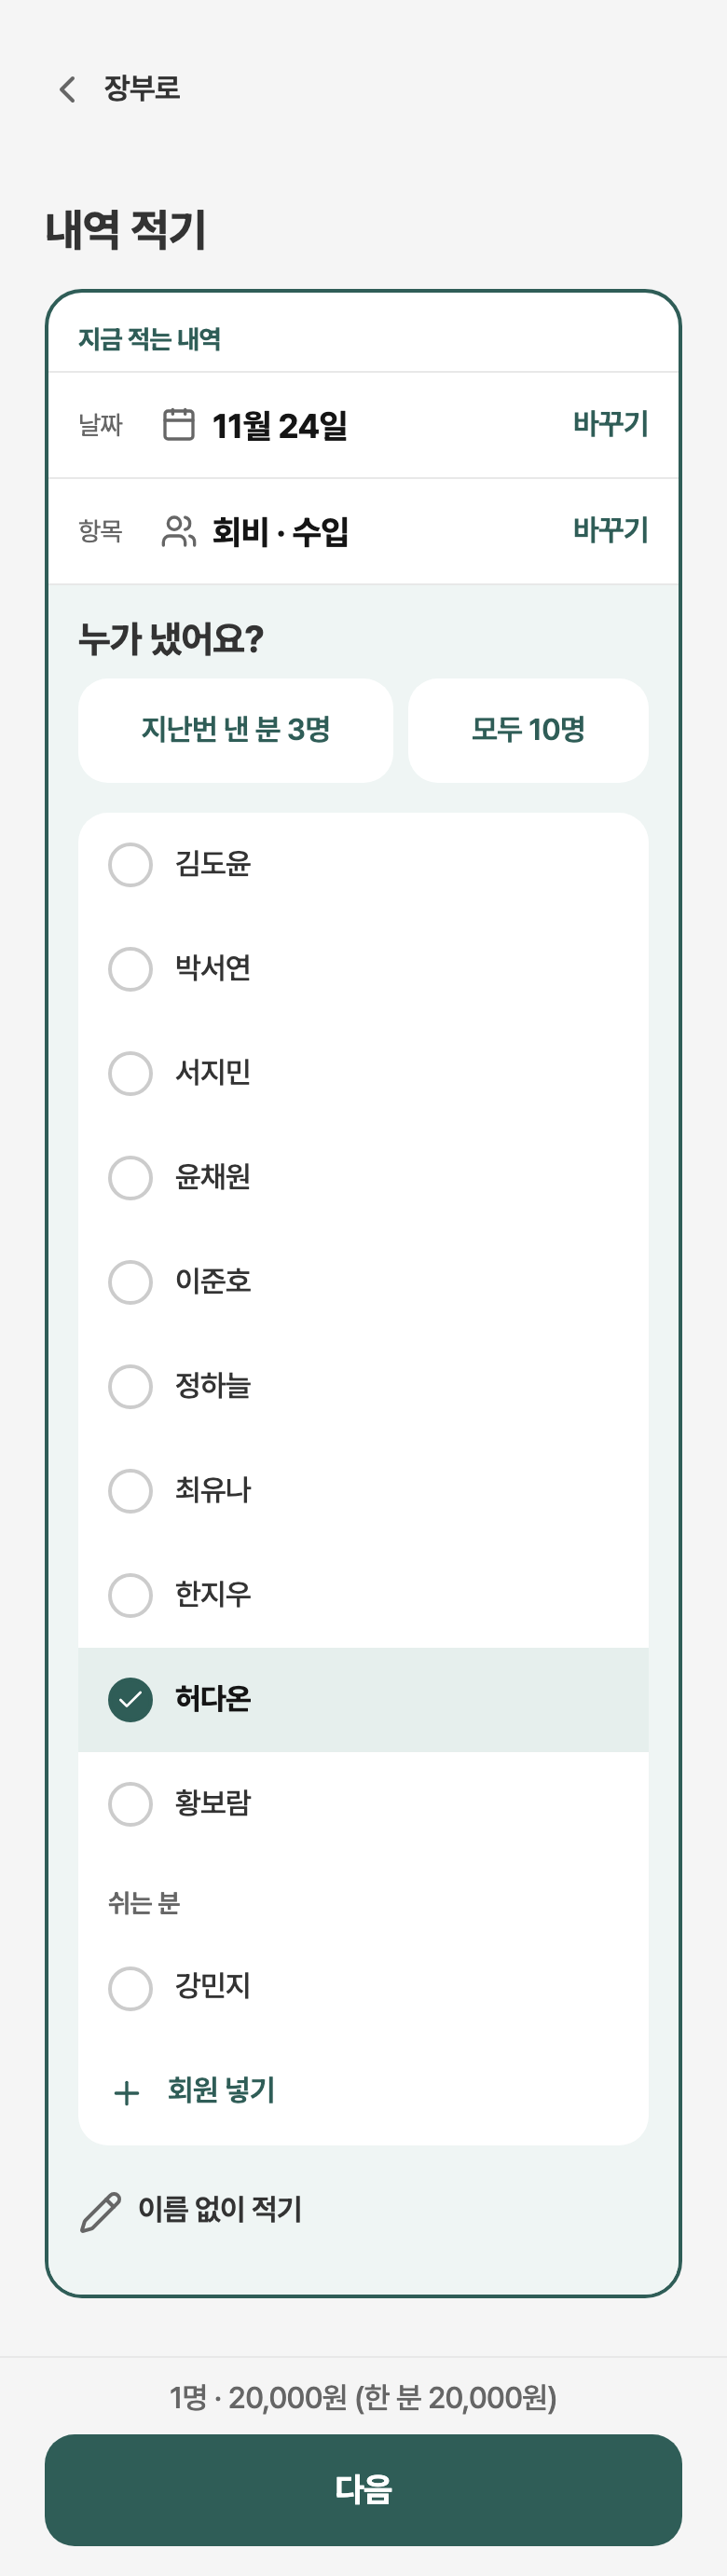 장부로
내역 적기
지금 적는 내역
날짜 11월 24일 바꾸기
항목 회비 · 수입 바꾸기
누가 냈어요?
지난번 낸 분 3명 모두 10명
김도윤
박서연
서지민
윤채원
이준호
정하늘
최유나
한지우
허다온
황보람
쉬는 분
강민지
회원 넣기
이름 없이 적기
1명 · 20,000원 (한 분 20,000원)
다음